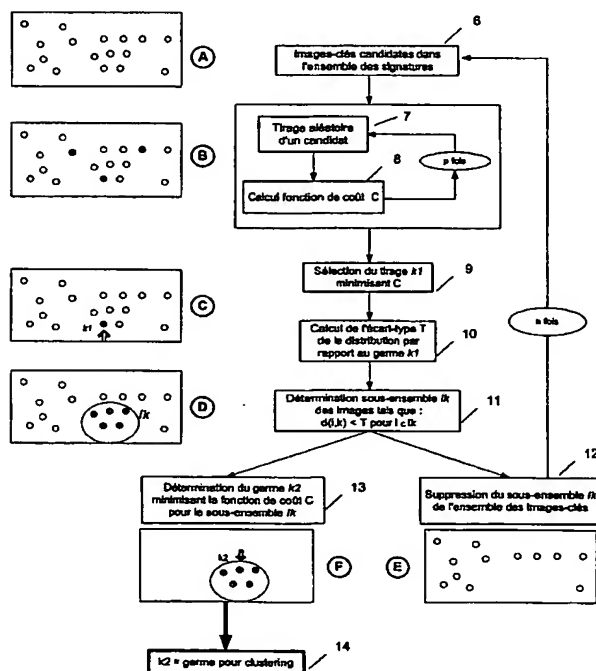 6
Images-clés candidates dans
l'ensemble des signatures
A
7
Tirage aléatoire
d'un candidat
B
p fois
8
Calcul fonction de coût C
Sélection du tirage k1
minimisant C
9
C
k1
n fois
Calcul de l'écart-type T
de la distribution par
rapport au germe k1
10
D
Ik
Détermination sous-ensemble Ik
des images tels que :
d(i,k) < T pour i ⊂ Ik
11
12
Détermination du germe k2
minimisant la fonction de coût C
pour le sous-ensemble Ik
13
Suppression du sous-ensemble Ik
de l'ensemble des images-clés
k2
F
E
14
k2 = germe pour clustering